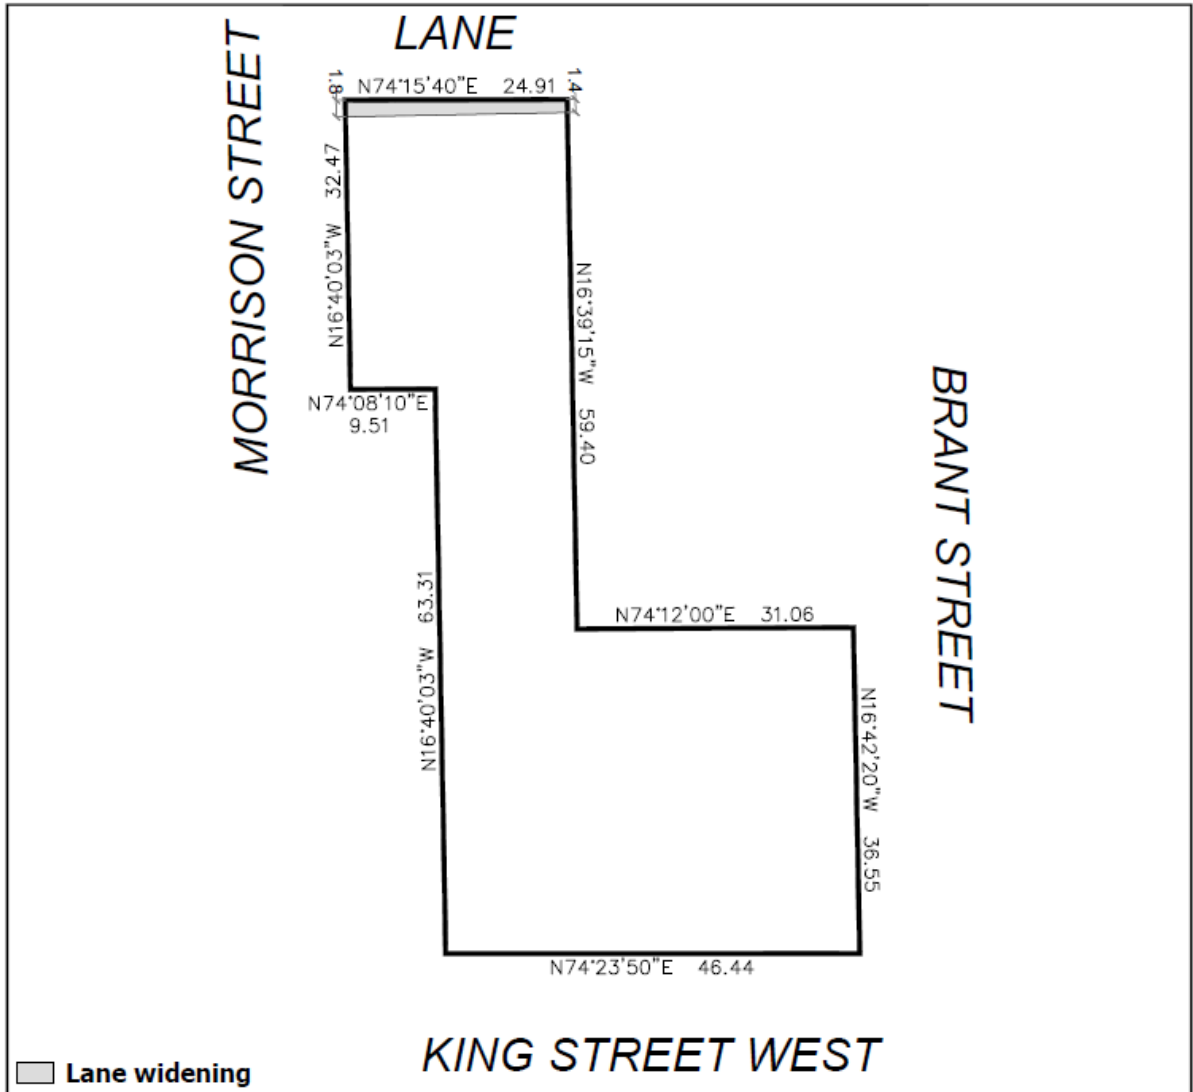 LANE
MORRISON STREET
1.8
N74°15'40"E 24.91
1.4
N16°40'03"W 32.47
N16°39'15"W 59.40
N74°08'10"E
9.51
BRANT STREET
N16°40'03"W 63.31
N74°12'00"E 31.06
N16°42'20"W 36.55
N74°23'50"E 46.44
KING STREET WEST
Lane widening